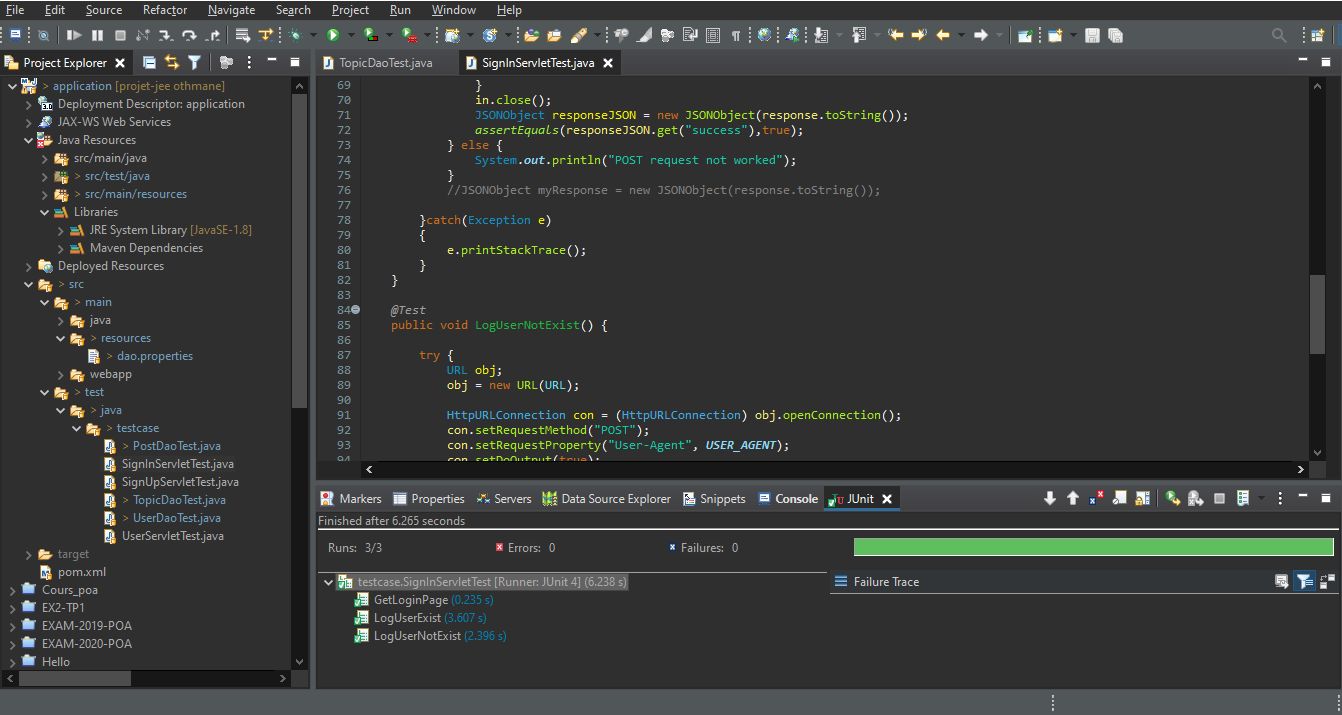 File Edit Source Refactor Navigate Search Project Run Window Help
Project Explorer
application [projet-jee othmane]
Deployment Descriptor: application
JAX-WS Web Services
Java Resources
src/main/java
> src/test/java
> src/main/resources
Libraries
JRE System Library [JavaSE-1.8]
Maven Dependencies
Deployed Resources
> src
> main
java
> resources
> dao.properties
webapp
> test
> java
> testcase
> PostDaoTest.java
SignInServletTest.java
SignUpServletTest.java
> TopicDaoTest.java
> UserDaoTest.java
UserServletTest.java
target
pom.xml
Cours_poa
EX2-TP1
EXAM-2019-POA
EXAM-2020-POA
Hello
TopicDaoTest.java SignInServletTest.java
69 }
70 in.close();
71 JSONObject responseJSON = new JSONObject(response.toString());
72 assertEquals(responseJSON.get("success"),true);
73 } else {
74 System.out.println("POST request not worked");
75 }
76 //JSONObject myResponse = new JSONObject(response.toString());
77
78 }catch(Exception e)
79 {
80 e.printStackTrace();
81 }
82 }
83
84 @Test
85 public void LogUserNotExist() {
86
87 try {
88 URL obj;
89 obj = new URL(URL);
90
91 HttpURLConnection con = (HttpURLConnection) obj.openConnection();
92 con.setRequestMethod("POST");
93 con.setRequestProperty("User-Agent", USER_AGENT);
94 con.setDoOutput(true);
Markers Properties Servers Data Source Explorer Snippets Console JUnit
Finished after 6.265 seconds
Runs: 3/3 Errors: 0 Failures: 0
testcase.SignInServletTest [Runner: JUnit 4] (6.238 s)
GetLoginPage (0.235 s)
LogUserExist (3.607 s)
LogUserNotExist (2.396 s)
Failure Trace